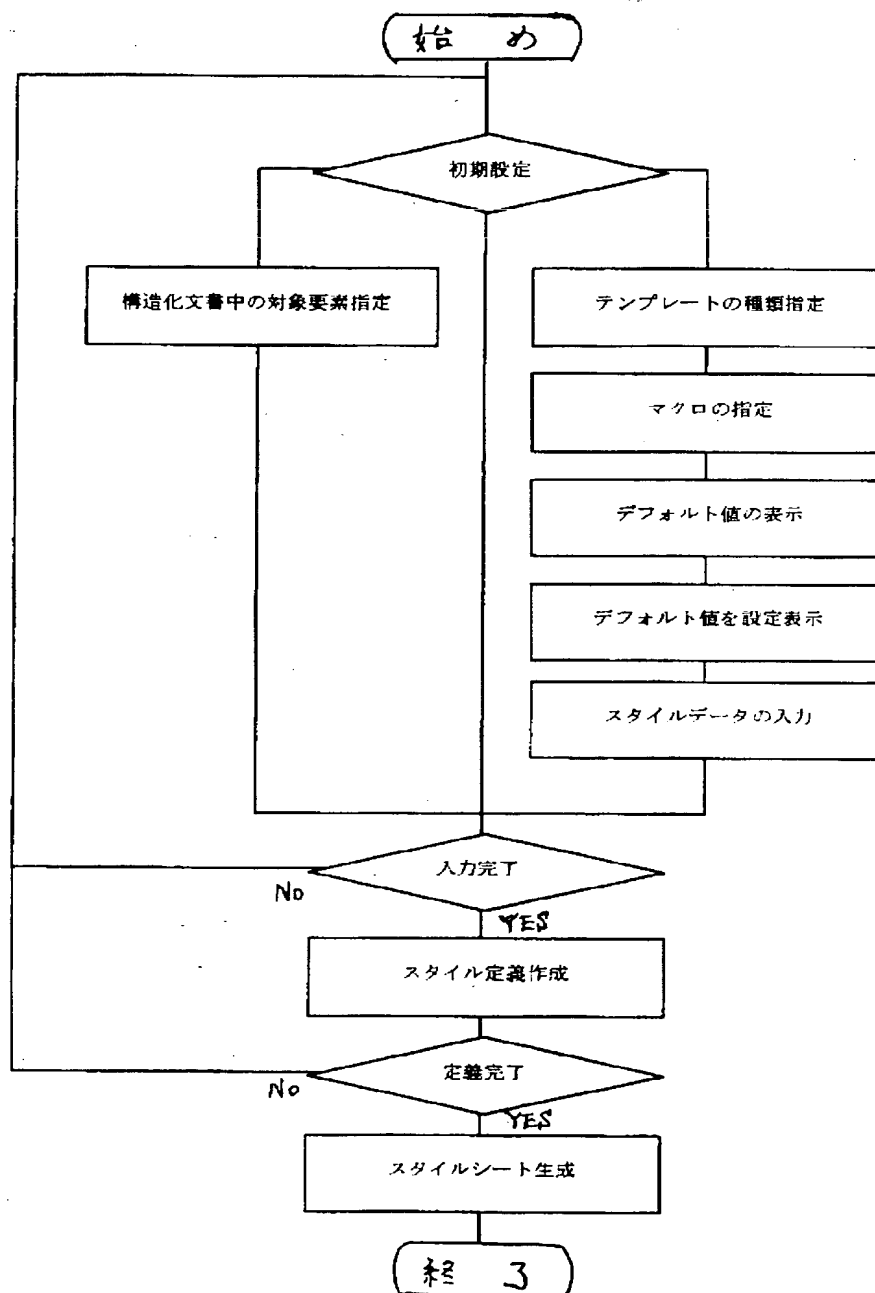 始め
初期設定
構造化文書中の対象要素指定
テンプレートの種類指定
マクロの指定
デフォルト値の表示
デフォルト値を設定表示
スタイルデータの入力
入力完了
NO
YES
スタイル定義作成
定義完了
NO
YES
スタイルシート生成
終了